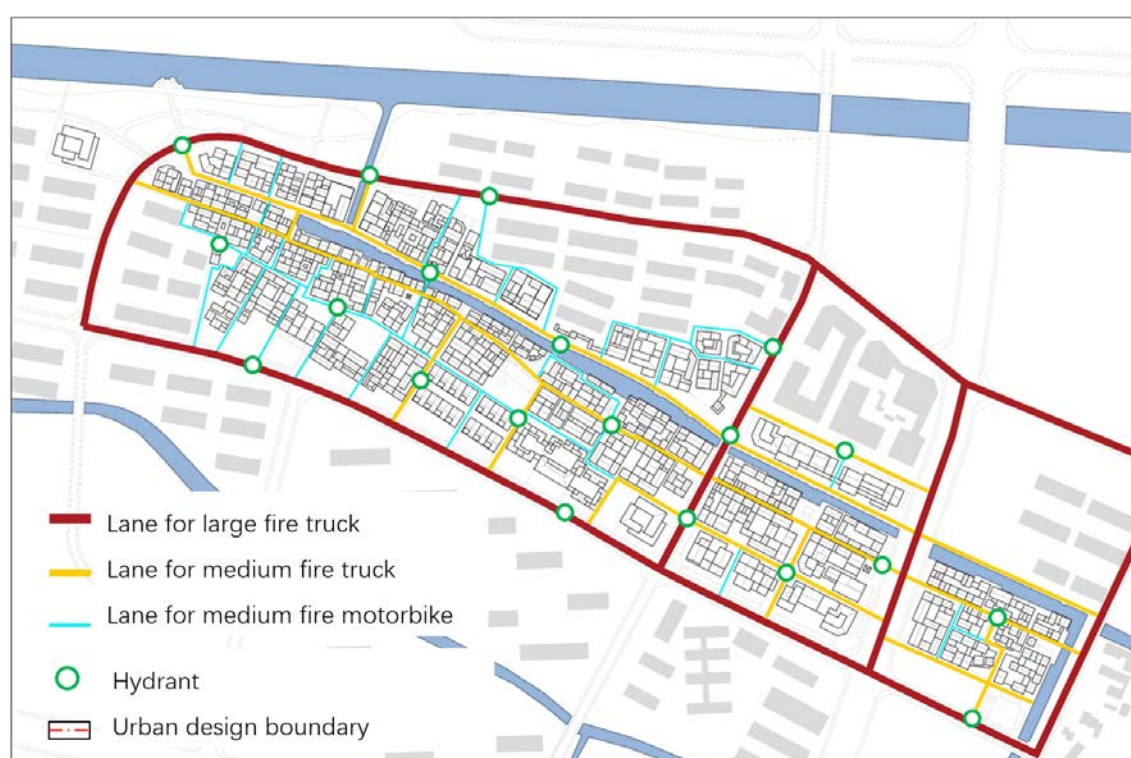 Lane for large fire truck
Lane for medium fire truck
Lane for medium fire motorbike
Hydrant
Urban design boundary